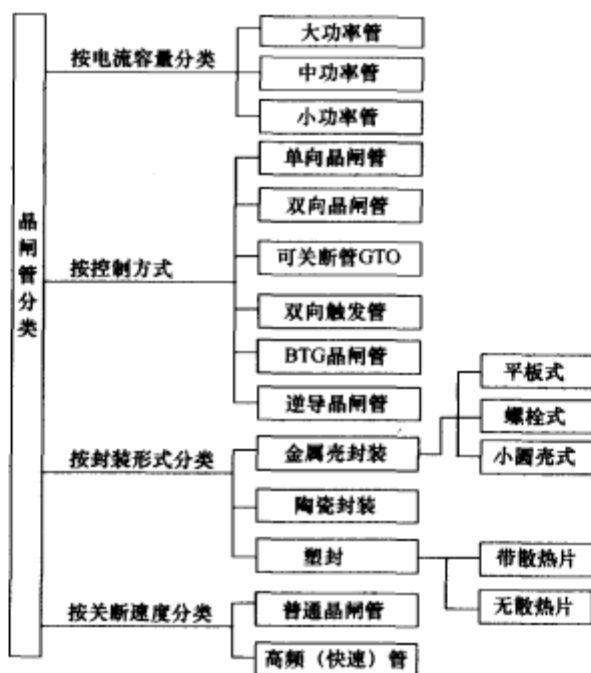 晶闸管分类
按电流容量分类
大功率管
中功率管
小功率管
按控制方式
单向晶闸管
双向晶闸管
可关断管GTO
双向触发管
BTG晶闸管
逆导晶闸管
按封装形式分类
金属壳封装
平板式
螺栓式
小圆壳式
陶瓷封装
塑封
带散热片
无散热片
按关断速度分类
普通晶闸管
高频（快速）管